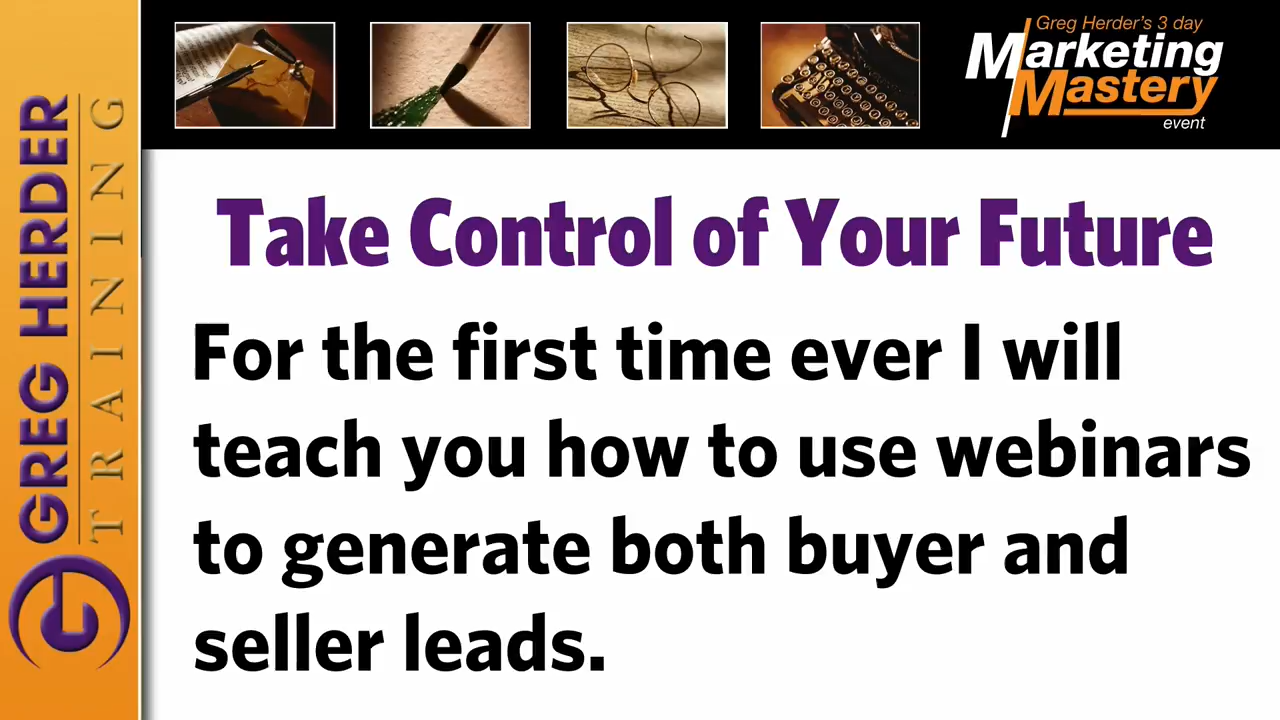 GREG HERDER
TRAINING
Greg Herder's 3 day
Marketing
Mastery
event
Take Control of Your Future
For the first time ever I will
teach you how to use webinars
to generate both buyer and
seller leads.